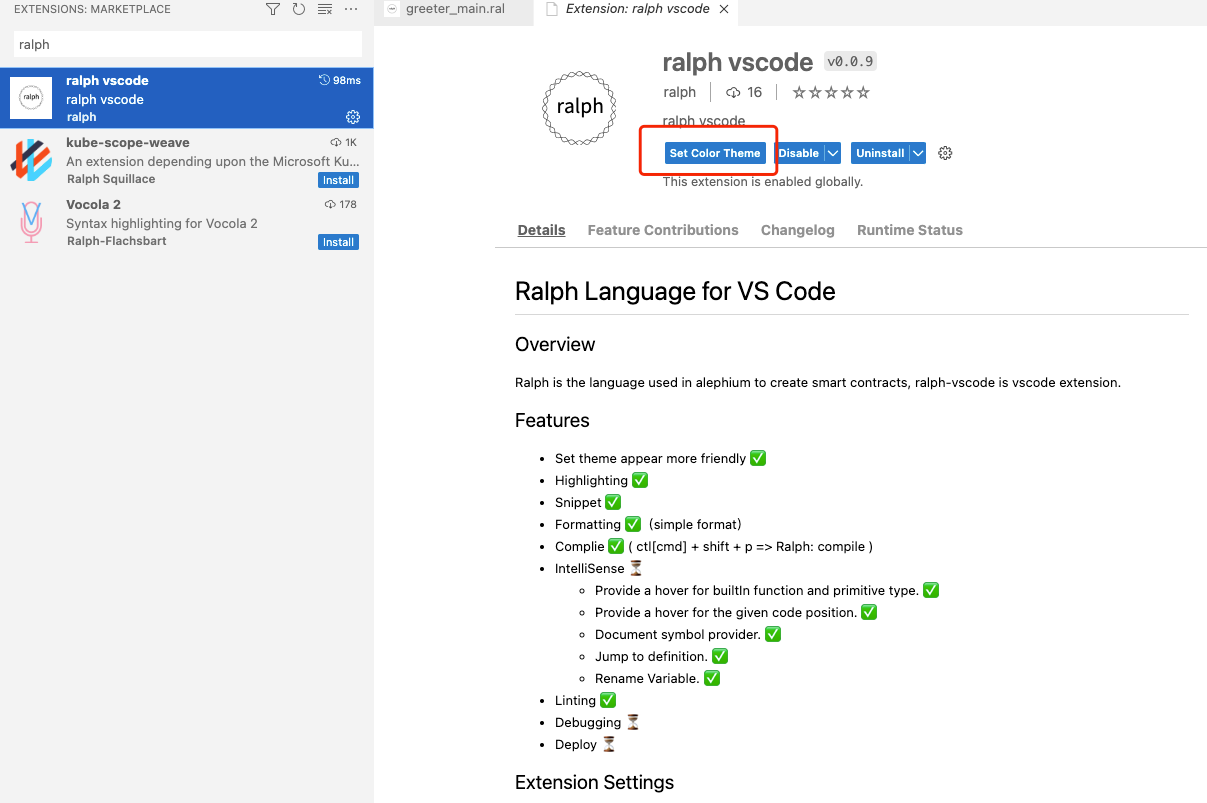 EXTENSIONS: MARKETPLACE
ralph
ralph
ralph vscode
98ms
ralph vscode
ralph
kube-scope-weave
1K
An extension depending upon the Microsoft Ku...
Ralph Squillace
Install
Vocola 2
178
Syntax highlighting for Vocola 2
Ralph-Flachsbart
Install
greeter_main.ral
Extension: ralph vscode
ralph
ralph vscode v0.0.9
ralph
16
ralph vscode
Set Color Theme
Disable
Uninstall
This extension is enabled globally.
Details
Feature Contributions
Changelog
Runtime Status
Ralph Language for VS Code
Overview
Ralph is the language used in alephium to create smart contracts, ralph-vscode is vscode extension.
Features
• Set theme appear more friendly ✅
• Highlighting ✅
• Snippet ✅
• Formatting ✅ (simple format)
• Complie ✅ ( ctl[cmd] + shift + p => Ralph: compile )
• IntelliSense ⏳
◦ Provide a hover for builtIn function and primitive type. ✅
◦ Provide a hover for the given code position. ✅
◦ Document symbol provider. ✅
◦ Jump to definition. ✅
◦ Rename Variable. ✅
• Linting ✅
• Debugging ⏳
• Deploy ⏳
Extension Settings